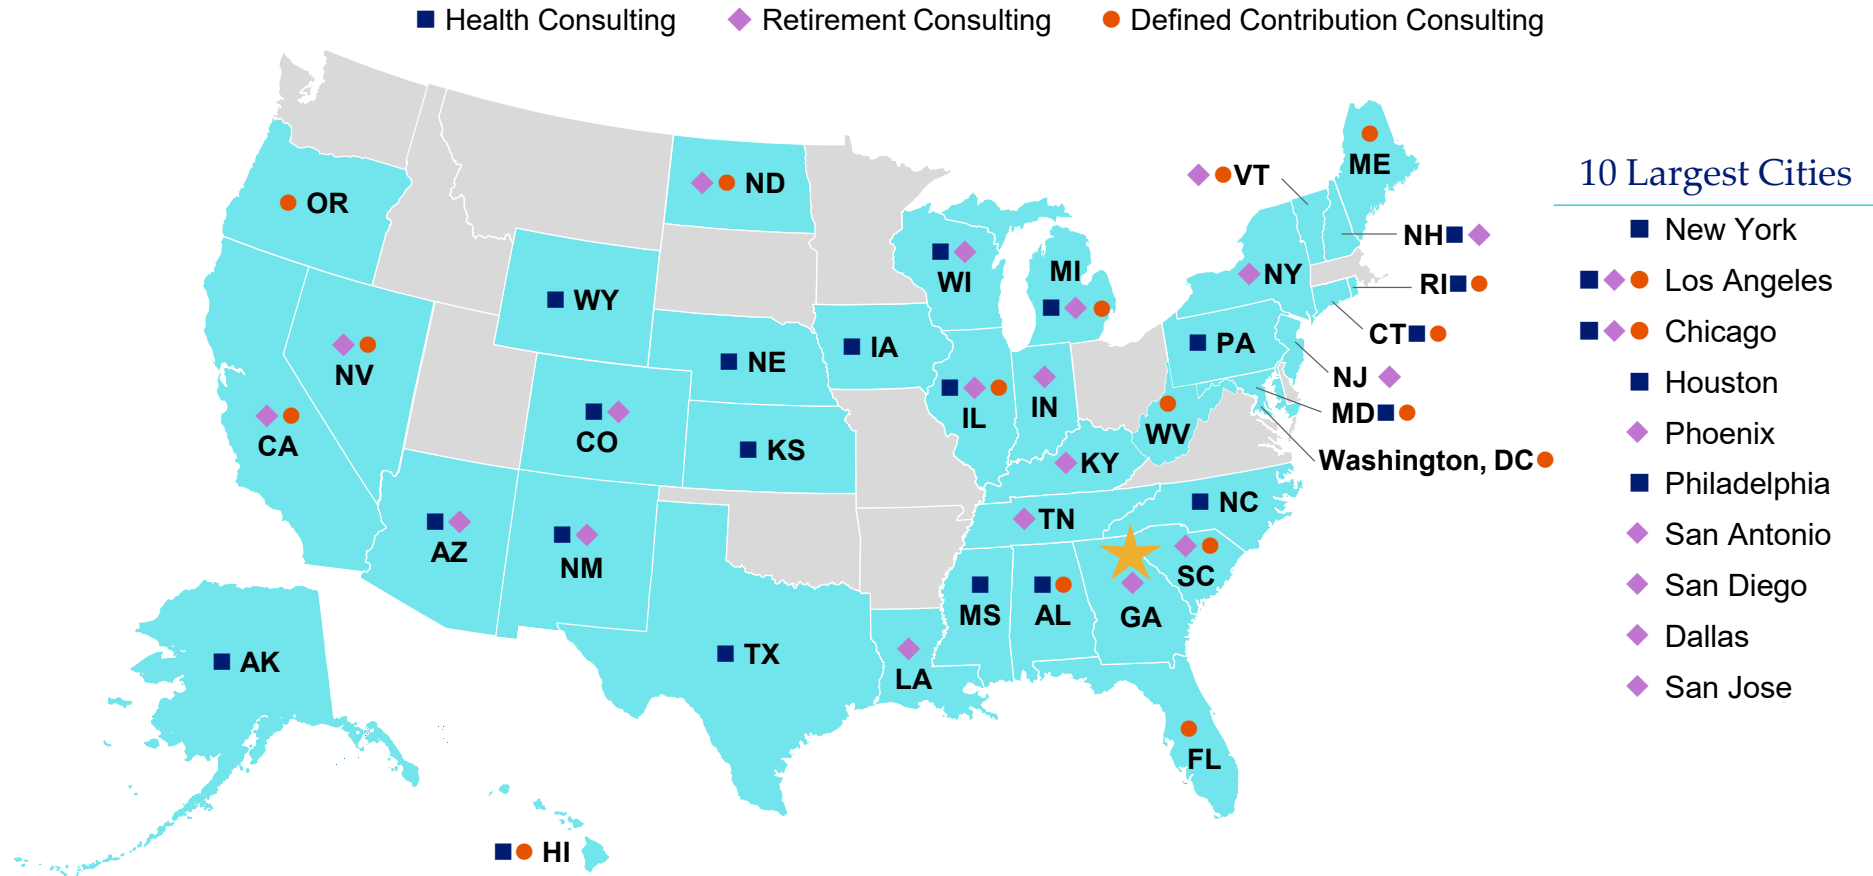 Health Consulting Retirement Consulting Defined Contribution Consulting
ME
VT
ND
OR
10 Largest Cities
New York
NH
MI
NY
WI
RI
Los Angeles
WY
CT
Chicago
PA
IA
NE
NV
NJ
Houston
IN
MD
IL
WV
Phoenix
CO
CA
KS
KY
Washington, DC
Philadelphia
NC
TN
San Antonio
AZ
NM
SC
San Diego
MS
AL
GA
Dallas
TX
AK
LA
San Jose
FL
HI